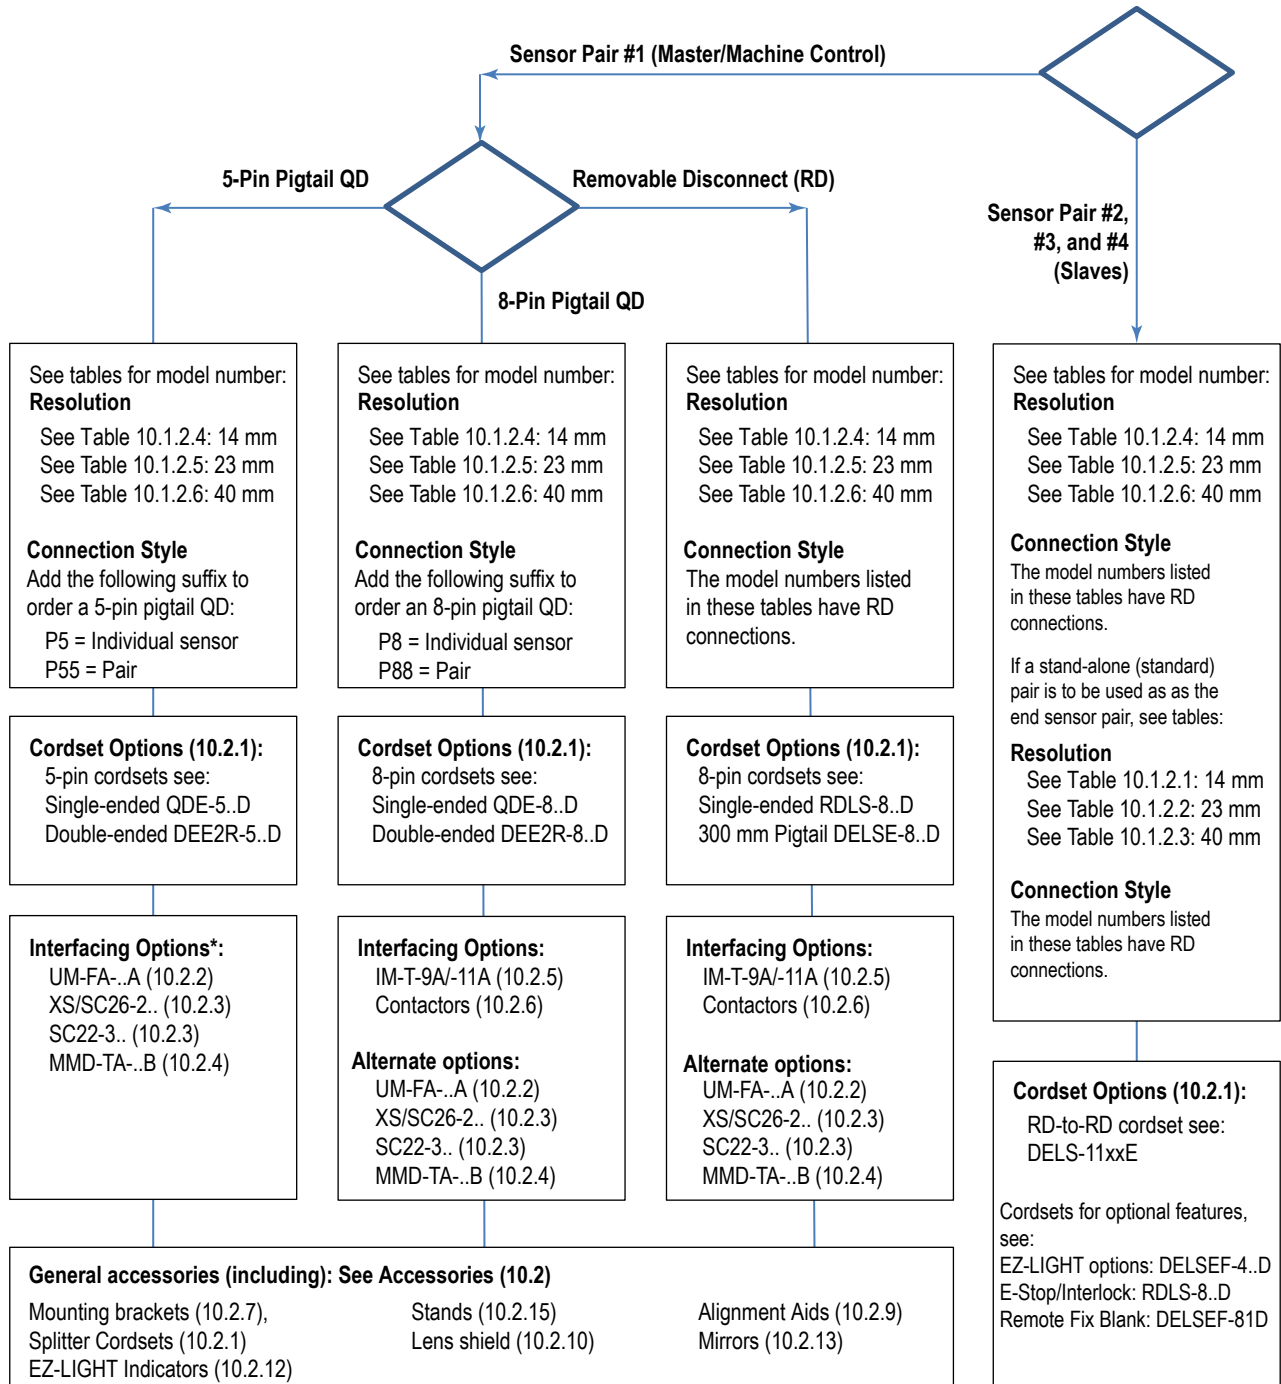 Sensor Pair #1 (Master/Machine Control)
5-Pin Pigtail QD
Removable Disconnect (RD)
8-Pin Pigtail QD
Sensor Pair #2,
#3, and #4
(Slaves)
See tables for model number:
Resolution
See Table 10.1.2.4: 14 mm
See Table 10.1.2.5: 23 mm
See Table 10.1.2.6: 40 mm
Connection Style
Add the following suffix to
order a 5-pin pigtail QD:
P5 = Individual sensor
P55 = Pair
Cordset Options (10.2.1):
5-pin cordsets see:
Single-ended QDE-5..D
Double-ended DEE2R-5..D
Interfacing Options*:
UM-FA-..A (10.2.2)
XS/SC26-2.. (10.2.3)
SC22-3.. (10.2.3)
MMD-TA-..B (10.2.4)
See tables for model number:
Resolution
See Table 10.1.2.4: 14 mm
See Table 10.1.2.5: 23 mm
See Table 10.1.2.6: 40 mm
Connection Style
Add the following suffix to
order an 8-pin pigtail QD:
P8 = Individual sensor
P88 = Pair
Cordset Options (10.2.1):
8-pin cordsets see:
Single-ended QDE-8..D
Double-ended DEE2R-8..D
Interfacing Options:
IM-T-9A/-11A (10.2.5)
Contactors (10.2.6)
Alternate options:
UM-FA-..A (10.2.2)
XS/SC26-2.. (10.2.3)
SC22-3.. (10.2.3)
MMD-TA-..B (10.2.4)
See tables for model number:
Resolution
See Table 10.1.2.4: 14 mm
See Table 10.1.2.5: 23 mm
See Table 10.1.2.6: 40 mm
Connection Style
The model numbers listed
in these tables have RD
connections.
Cordset Options (10.2.1):
8-pin cordsets see:
Single-ended RDLS-8..D
300 mm Pigtail DELSE-8..D
Interfacing Options:
IM-T-9A/-11A (10.2.5)
Contactors (10.2.6)
Alternate options:
UM-FA-..A (10.2.2)
XS/SC26-2.. (10.2.3)
SC22-3.. (10.2.3)
MMD-TA-..B (10.2.4)
See tables for model number:
Resolution
See Table 10.1.2.4: 14 mm
See Table 10.1.2.5: 23 mm
See Table 10.1.2.6: 40 mm
Connection Style
The model numbers listed
in these tables have RD
connections.
If a stand-alone (standard)
pair is to be used as as the
end sensor pair, see tables:
Resolution
See Table 10.1.2.1: 14 mm
See Table 10.1.2.2: 23 mm
See Table 10.1.2.3: 40 mm
Connection Style
The model numbers listed
in these tables have RD
connections.
Cordset Options (10.2.1):
RD-to-RD cordset see:
DELS-11xxE
Cordsets for optional features,
see:
EZ-LIGHT options: DELSEF-4..D
E-Stop/Interlock: RDLS-8..D
Remote Fix Blank: DELSEF-81D
General accessories (including): See Accessories (10.2)
Mounting brackets (10.2.7),
Splitter Cordsets (10.2.1)
EZ-LIGHT Indicators (10.2.12)
Stands (10.2.15)
Lens shield (10.2.10)
Alignment Aids (10.2.9)
Mirrors (10.2.13)